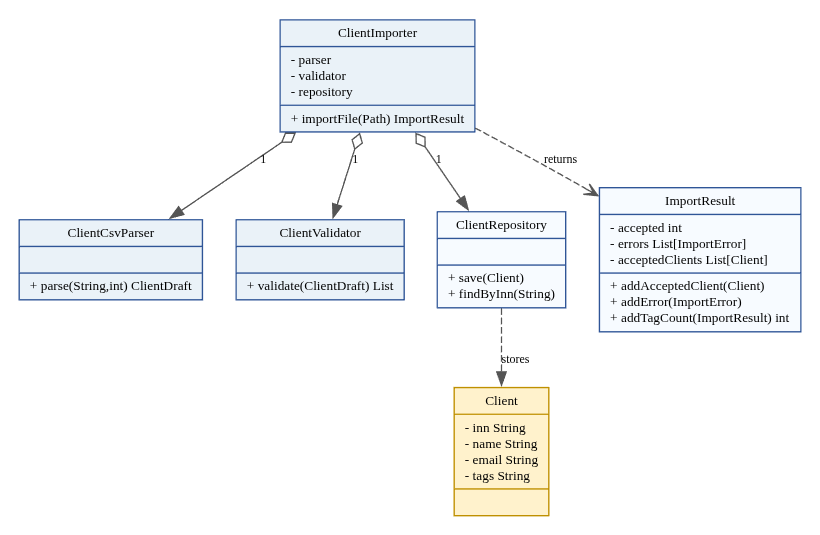 ClientImporter
- parser
- validator
- repository
+ importFile(Path) ImportResult
1
1
1
returns
ClientCsvParser
+ parse(String,int) ClientDraft
ClientValidator
+ validate(ClientDraft) List
ClientRepository
+ save(Client)
+ findByInn(String)
ImportResult
- accepted int
- errors List[ImportError]
- acceptedClients List[Client]
+ addAcceptedClient(Client)
+ addError(ImportError)
+ addTagCount(ImportResult) int
stores
Client
- inn String
- name String
- email String
- tags String